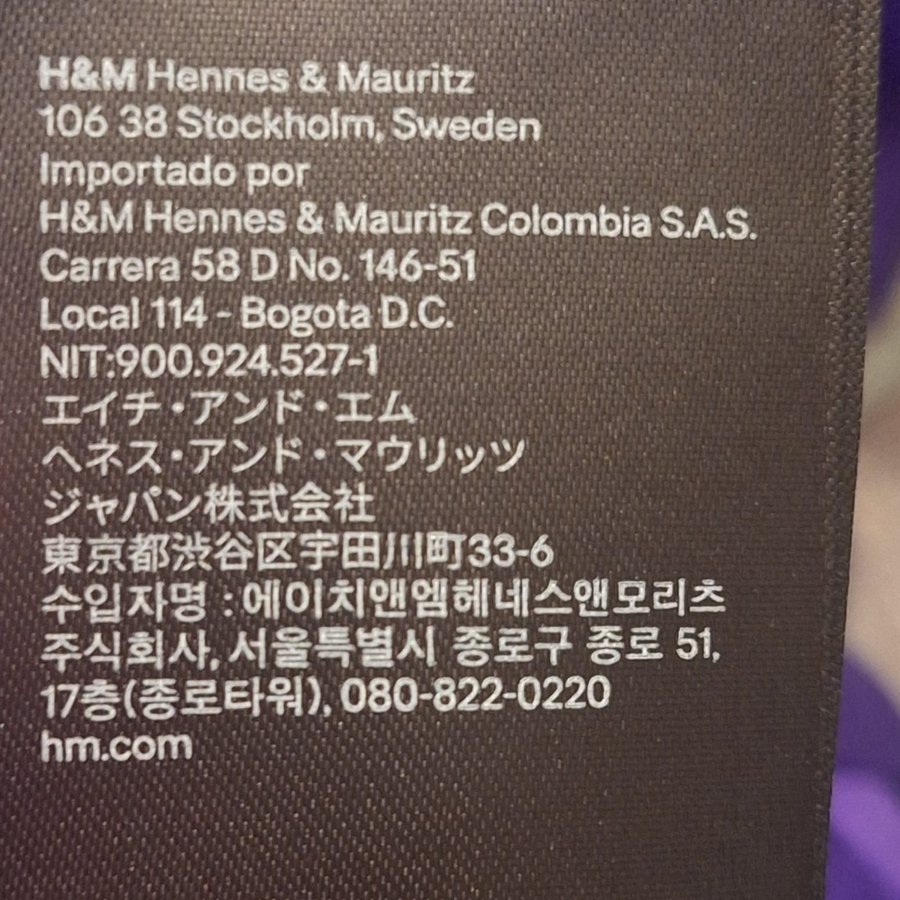 H&M Hennes & Mauritz
106 38 Stockholm, Sweden
Importado por
H&M Hennes & Mauritz Colombia S.A.S.
Carrera 58 D No. 146-51
Local 114 - Bogota D.C.
NIT:900.924.527-1
エイチ・アンド・エム
ヘネス・アンド・マウリッツ
ジャパン株式会社
東京都渋谷区宇田川町33-6
수입자명 : 에이치앤엠헤네스앤모리츠
주식회사, 서울특별시 종로구 종로 51,
17층(종로타워), 080-822-0220
hm.com